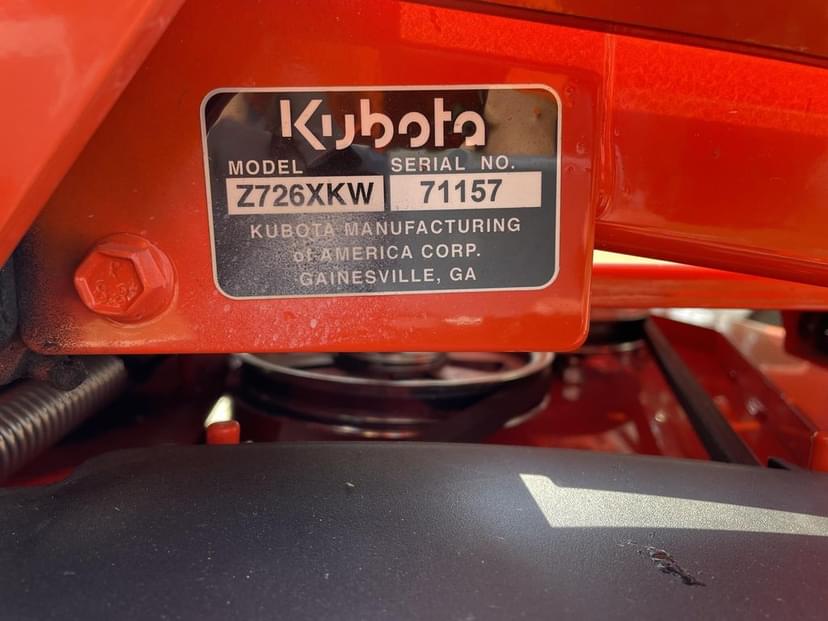 Kubota
MODEL SERIAL NO.
Z726XKW 71157
KUBOTA MANUFACTURING
of AMERICA CORP.
GAINESVILLE, GA